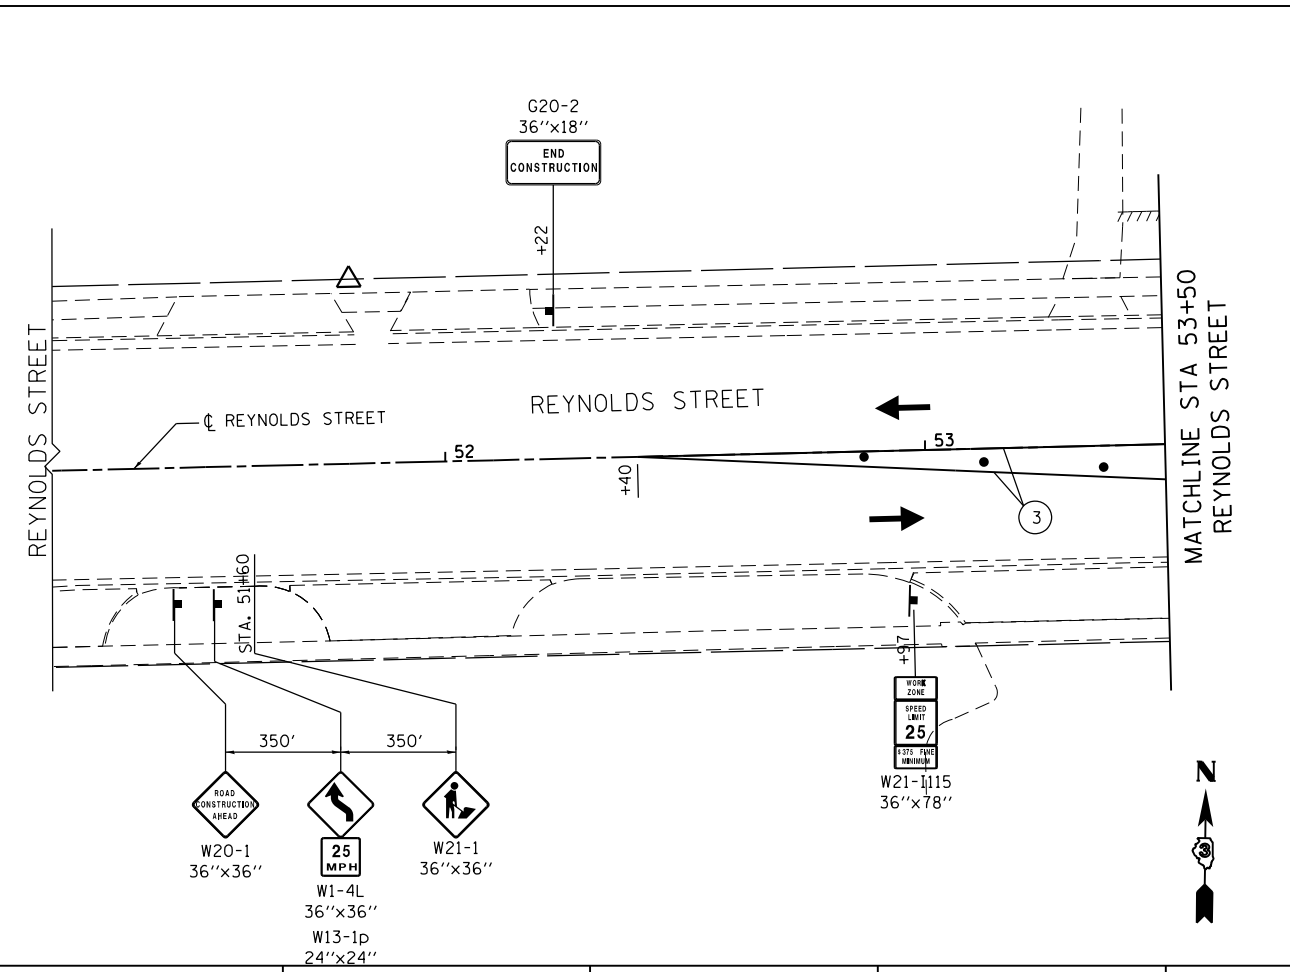 G20-2
36''x18''
END
CONSTRUCTION
+22
REYNOLDS STREET
REYNOLDS STREET
℄ REYNOLDS STREET
52
53
+40
3
MATCHLINE STA 53+50
REYNOLDS STREET
STA. 51+60
+97
WORK
ZONE
SPEED
LIMIT
25
$375 FINE
MINIMUM
W21-I115
36''x78''
350'
350'
ROAD
CONSTRUCTION
AHEAD
W20-1
36''x36''
25
MPH
W1-4L
36''x36''
W13-1p
24''x24''
W21-1
36''x36''
N
3